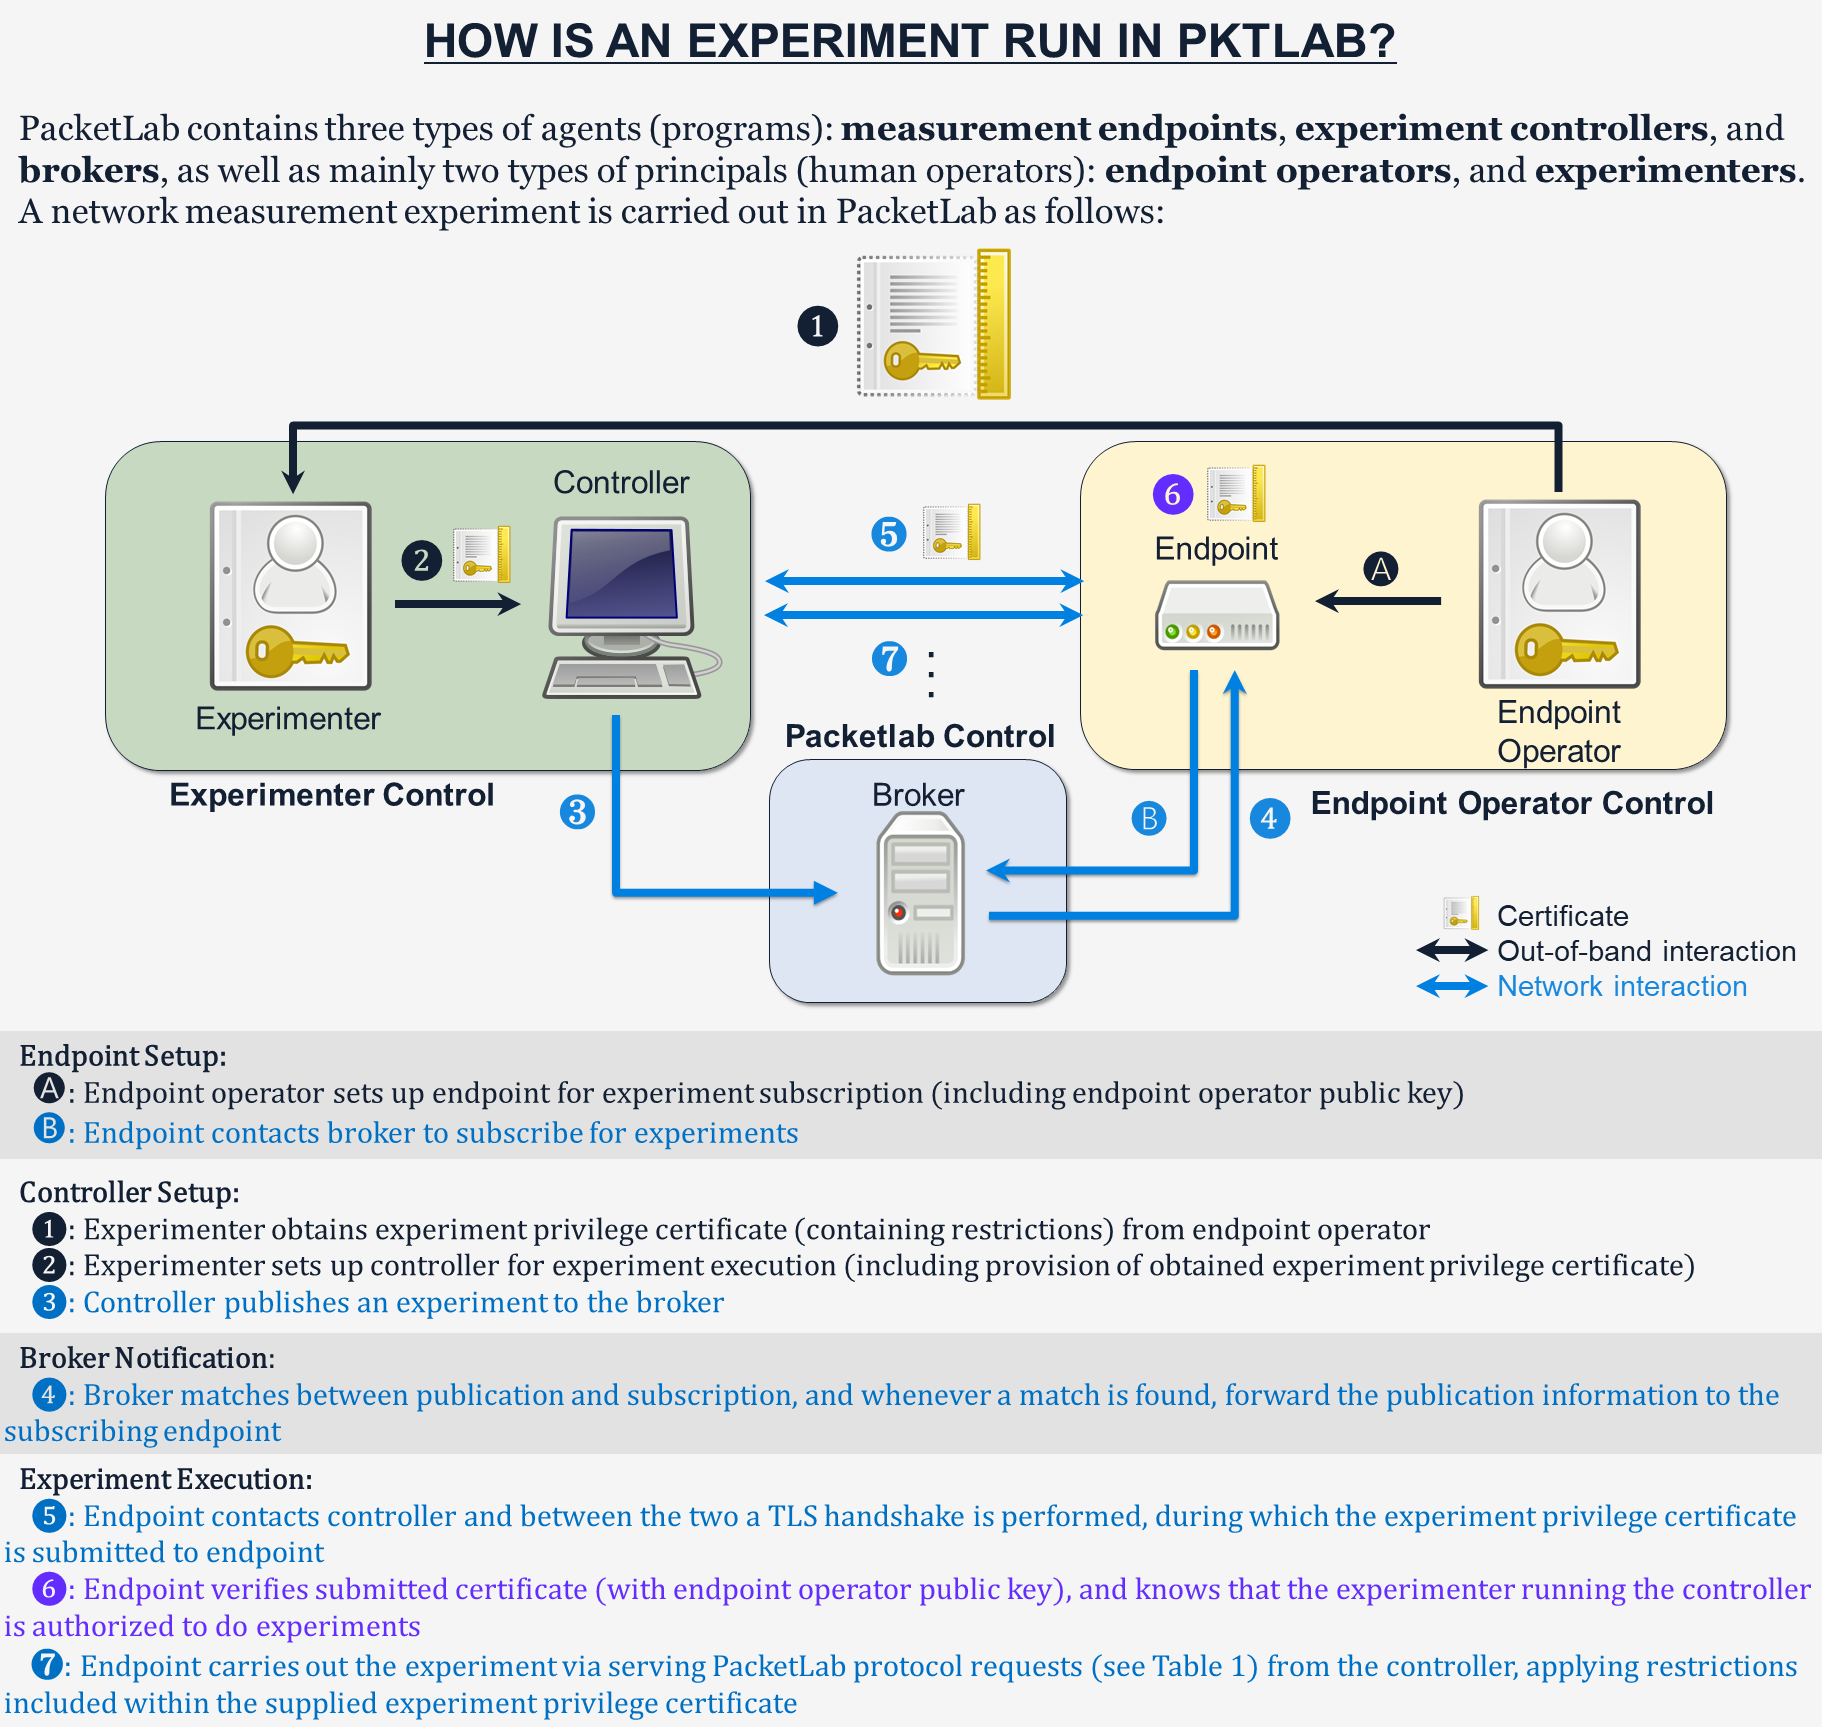 HOW IS AN EXPERIMENT RUN IN PKTLAB?
PacketLab contains three types of agents (programs): measurement endpoints, experiment controllers, and
brokers, as well as mainly two types of principals (human operators): endpoint operators, and experimenters.
A network measurement experiment is carried out in PacketLab as follows:
1
Controller
2
Experimenter
Experimenter Control
5
7
⋮
Packetlab Control
Broker
3
6
Endpoint
A
Endpoint
Operator
Endpoint Operator Control
B
4
Certificate
Out-of-band interaction
Network interaction
Endpoint Setup:
A: Endpoint operator sets up endpoint for experiment subscription (including endpoint operator public key)
B: Endpoint contacts broker to subscribe for experiments
Controller Setup:
1: Experimenter obtains experiment privilege certificate (containing restrictions) from endpoint operator
2: Experimenter sets up controller for experiment execution (including provision of obtained experiment privilege certificate)
3: Controller publishes an experiment to the broker
Broker Notification:
4: Broker matches between publication and subscription, and whenever a match is found, forward the publication information to the
subscribing endpoint
Experiment Execution:
5: Endpoint contacts controller and between the two a TLS handshake is performed, during which the experiment privilege certificate
is submitted to endpoint
6: Endpoint verifies submitted certificate (with endpoint operator public key), and knows that the experimenter running the controller
is authorized to do experiments
7: Endpoint carries out the experiment via serving PacketLab protocol requests (see Table 1) from the controller, applying restrictions
included within the supplied experiment privilege certificate